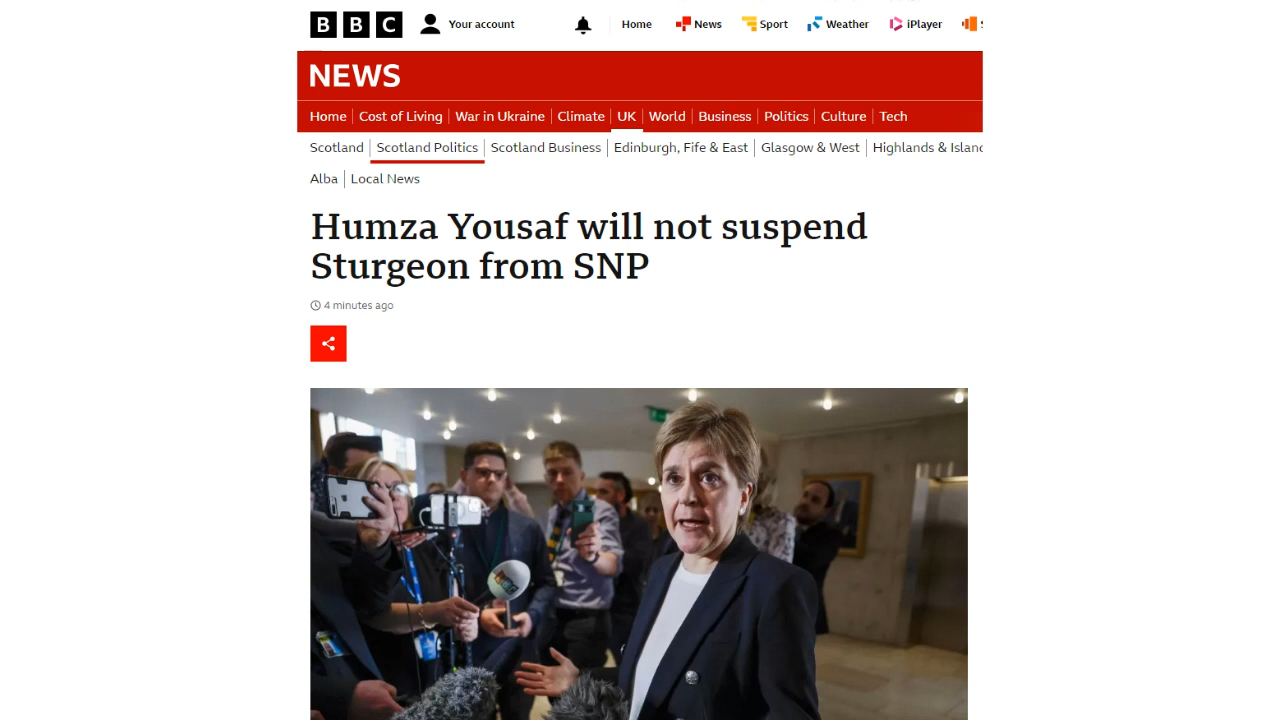 BBC Your account Home News Sport Weather iPlayer
NEWS
Home Cost of Living War in Ukraine Climate UK World Business Politics Culture Tech
Scotland Scotland Politics Scotland Business Edinburgh, Fife & East Glasgow & West Highlands & Islan
Alba Local News
Humza Yousaf will not suspend
Sturgeon from SNP
4 minutes ago